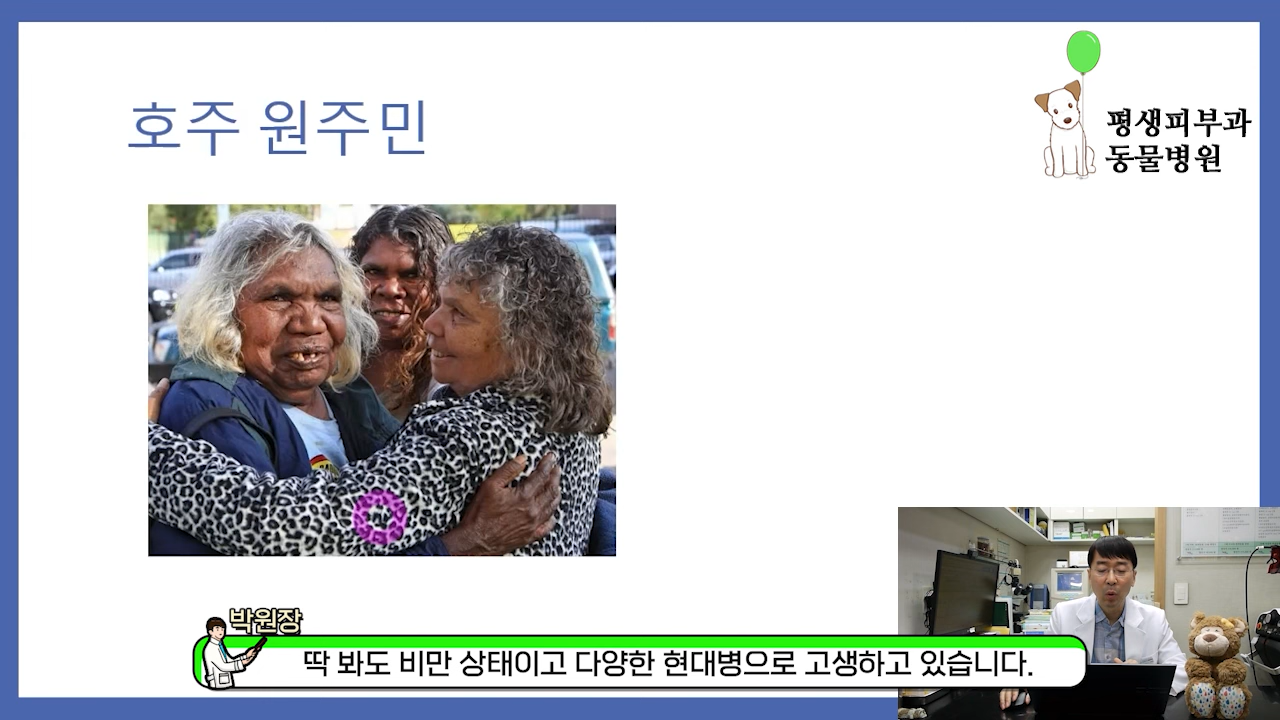 호주 원주민
평생피부과
동물병원
박원장
딱 봐도 비만 상태이고 다양한 현대병으로 고생하고 있습니다.